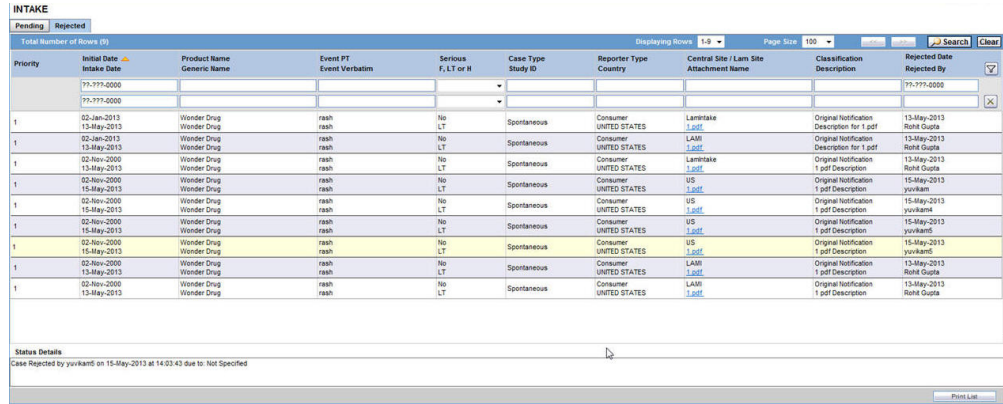 INTAKE
Pending Rejected
Total Number of Rows (9) Displaying Rows 1-9 Page Size 100 Search Clear
Priority Initial Date Product Name Event PT Serious Case Type Reporter Type Central Site / Lam Site Classification Rejected Date
Intake Date Generic Name Event Verbatim F, LT or H Study ID Country Attachment Name Description Rejected By
??-???-0000 ??-???-0000
??-???-0000
1 02-Jan-2013 Wonder Drug rash No Spontaneous Consumer Lamintake Original Notification 13-May-2013
13-May-2013 Wonder Drug rash LT UNITED STATES 1.pdf Description for 1.pdf Rohit Gupta
1 02-Jan-2013 Wonder Drug rash No Spontaneous Consumer LAMI Original Notification 13-May-2013
13-May-2013 Wonder Drug rash LT UNITED STATES 1.pdf Description for 1.pdf Rohit Gupta
1 02-Nov-2000 Wonder Drug rash No Spontaneous Consumer Lamintake Original Notification 13-May-2013
13-May-2013 Wonder Drug rash LT UNITED STATES 1.pdf 1 pdf Description Rohit Gupta
1 02-Nov-2000 Wonder Drug rash No Spontaneous Consumer US Original Notification 15-May-2013
15-May-2013 Wonder Drug rash LT UNITED STATES 1.pdf 1 pdf Description yuvikam
1 02-Nov-2000 Wonder Drug rash No Spontaneous Consumer US Original Notification 15-May-2013
15-May-2013 Wonder Drug rash LT UNITED STATES 1.pdf 1 pdf Description yuvikam4
1 02-Nov-2000 Wonder Drug rash No Spontaneous Consumer US Original Notification 15-May-2013
15-May-2013 Wonder Drug rash LT UNITED STATES 1.pdf 1 pdf Description yuvikam5
1 02-Nov-2000 Wonder Drug rash No Spontaneous Consumer US Original Notification 15-May-2013
15-May-2013 Wonder Drug rash LT UNITED STATES 1.pdf 1 pdf Description yuvikam5
1 02-Nov-2000 Wonder Drug rash No Spontaneous Consumer LAMI Original Notification 13-May-2013
13-May-2013 Wonder Drug rash LT UNITED STATES 1.pdf 1 pdf Description Rohit Gupta
1 02-Nov-2000 Wonder Drug rash No Spontaneous Consumer LAMI Original Notification 13-May-2013
13-May-2013 Wonder Drug rash LT UNITED STATES 1.pdf 1 pdf Description Rohit Gupta
Status Details
Case Rejected by yuvikam5 on 15-May-2013 at 14:03:43 due to: Not Specified
Print List